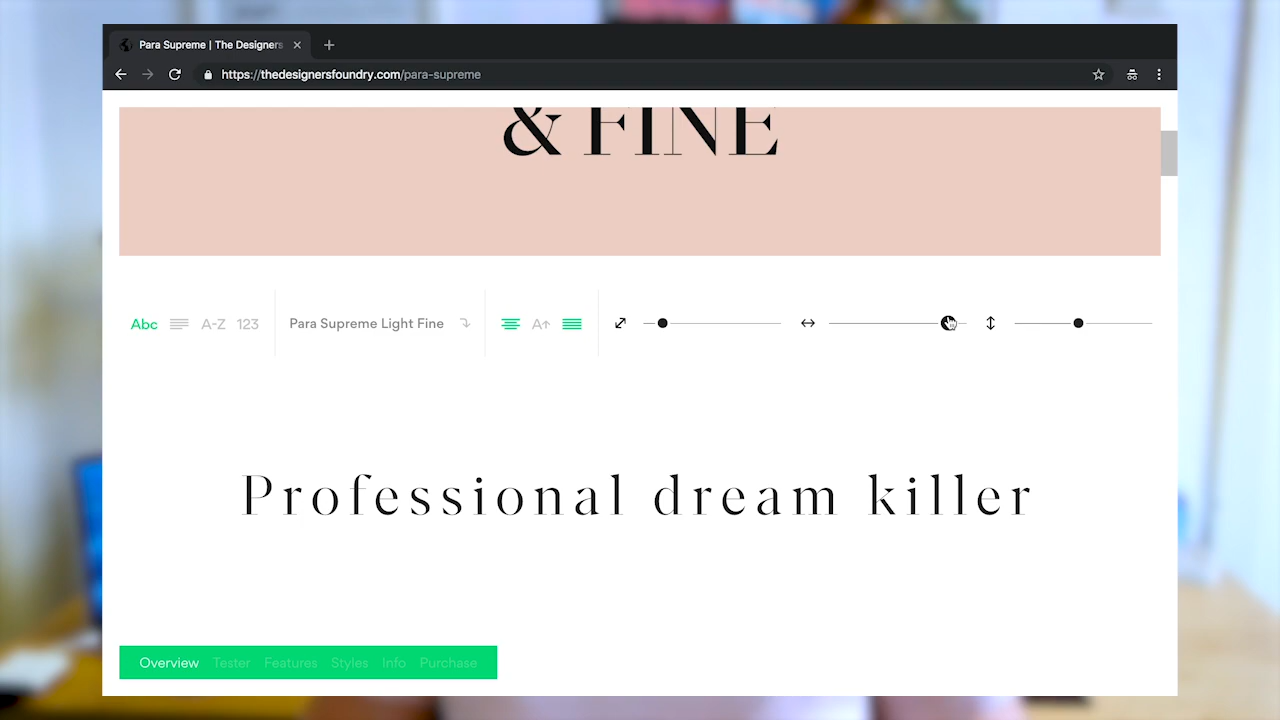 Para Supreme | The Designers
https://thedesignersfoundry.com/para-supreme
& FINE
Abc A-Z 123 Para Supreme Light Fine A
Professional dream killer
Overview Tester Features Styles Info Purchase